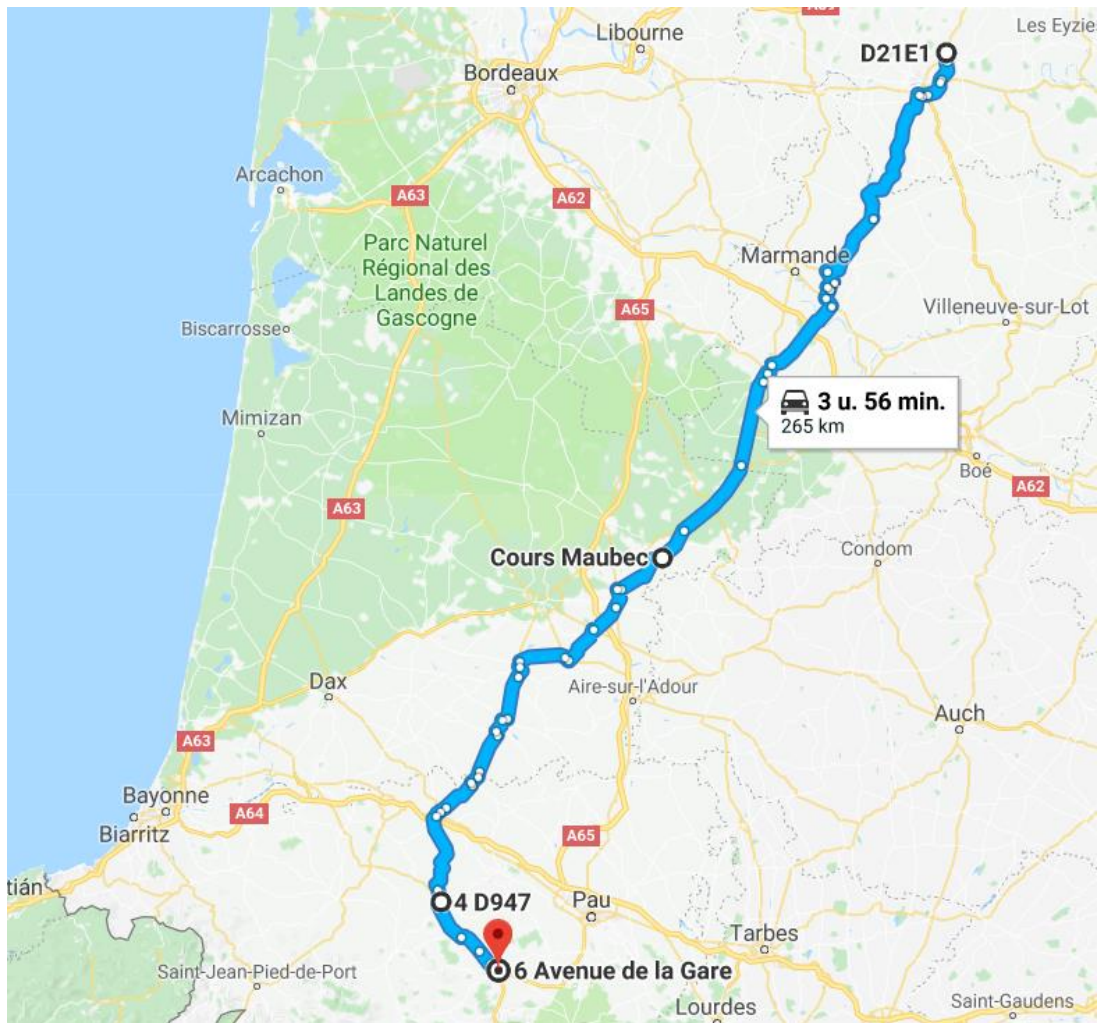 Les Eyzie
Libourne
D21E1
Bordeaux
Arcachon
A63
A62
Parc Naturel
Régional des
Landes de
Gascogne
Marmande
A65
Villeneuve-sur-Lot
Biscarrosse
3 u. 56 min.
265 km
Mimizan
Boé
A62
A63
Cours Maubec
Condom
Dax
Aire-sur-l'Adour
Auch
A63
Bayonne
A64
Biarritz
A65
tián
4 D947
Pau
Tarbes
6 Avenue de la Gare
Saint-Jean-Pied-de-Port
Lourdes
Saint-Gaudens